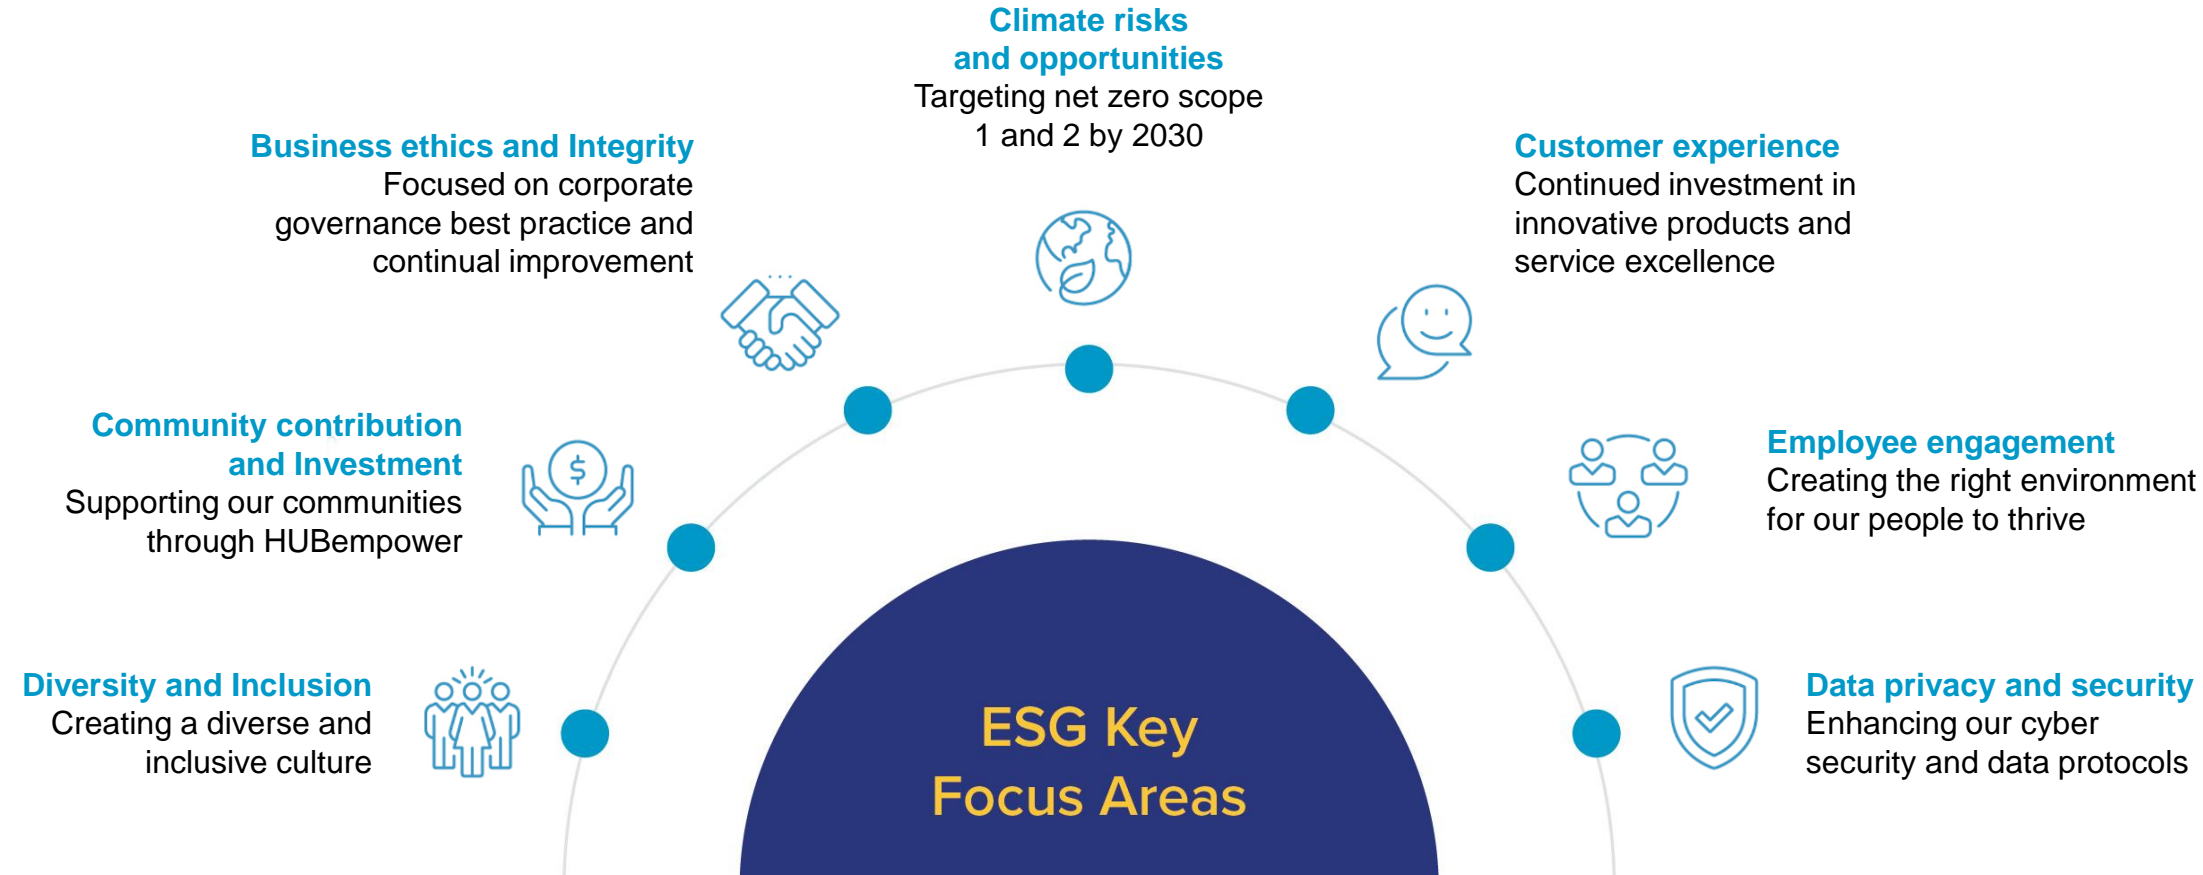 Climate risks
and opportunities
Targeting net zero scope
1 and 2 by 2030
Business ethics and Integrity
Focused on corporate
governance best practice and
continual improvement
Customer experience
Continued investment in
innovative products and
service excellence
Community contribution
and Investment
Supporting our communities
through HUBempower
$
Employee engagement
Creating the right environment
for our people to thrive
Diversity and Inclusion
Creating a diverse and
inclusive culture
Data privacy and security
Enhancing our cyber
security and data protocols
ESG Key
Focus Areas